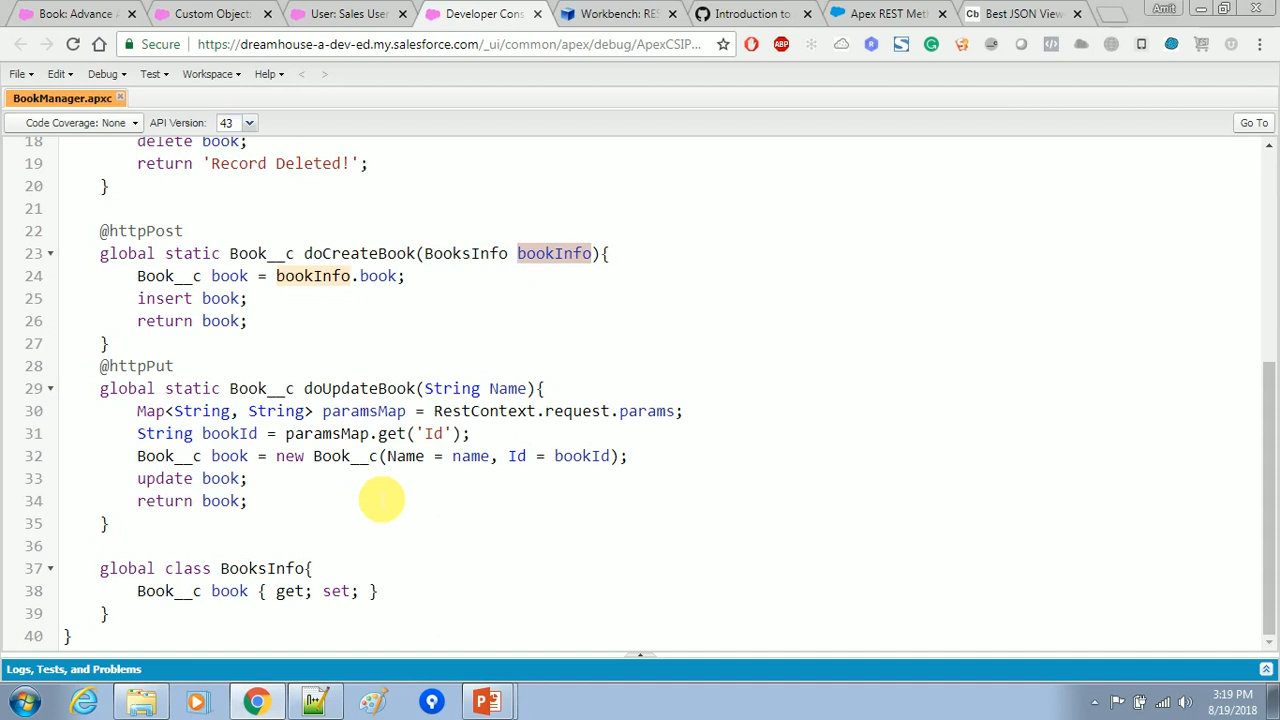 Book: Advance A
Custom Object:
User: Sales User
Developer Cons
Workbench: RES
Introduction to
Apex REST Meth
Cb Best JSON View
Amit
Secure https://dreamhouse-a-dev-ed.my.salesforce.com/_ui/common/apex/debug/ApexCSIP...
ABP
File Edit Debug Test Workspace Help < >
BookManager.apxc
Code Coverage: None API Version: 43 Go To
18 delete book;
19 return 'Record Deleted!';
20 }
21
22 @httpPost
23 global static Book__c doCreateBook(BooksInfo bookInfo){
24 Book__c book = bookInfo.book;
25 insert book;
26 return book;
27 }
28 @httpPut
29 global static Book__c doUpdateBook(String Name){
30 Map<String, String> paramsMap = RestContext.request.params;
31 String bookId = paramsMap.get('Id');
32 Book__c book = new Book__c(Name = name, Id = bookId);
33 update book;
34 return book;
35 }
36
37 global class BooksInfo{
38 Book__c book { get; set; }
39 }
40 }
Logs, Tests, and Problems
3:19 PM
8/19/2018